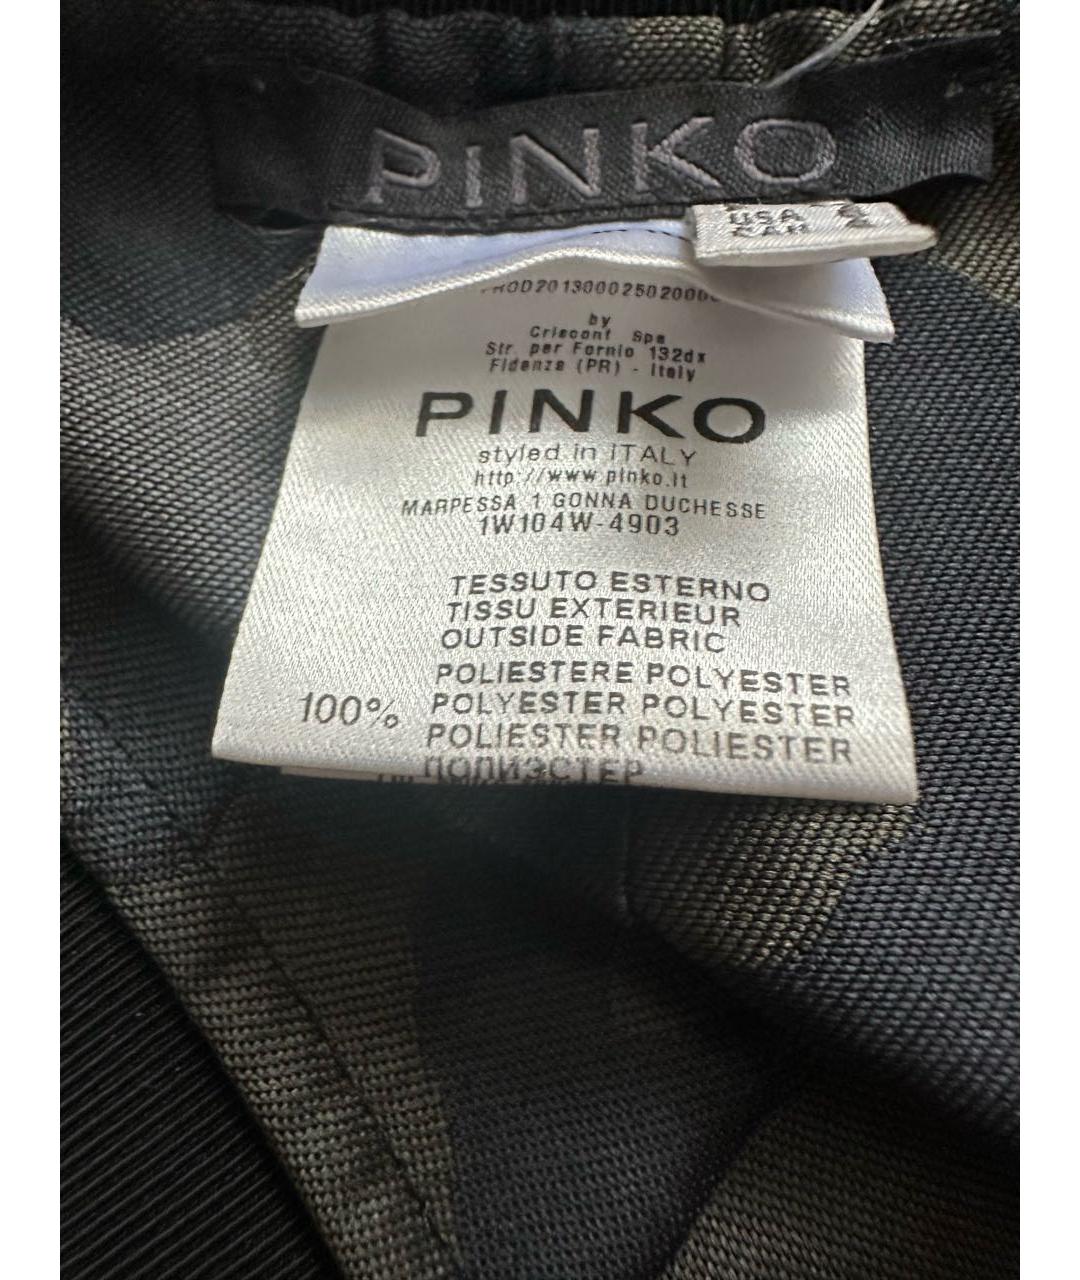 PINKO
USA
CAN
PROD2013000250200
by
Criscont Spa
Str. per Fornio 132dx
Fidenza (PR) - Italy
PINKO
styled in ITALY
http://www.pinko.it
MARPESSA 1 GONNA DUCHESSE
1W104W-4903
TESSUTO ESTERNO
TISSU EXTERIEUR
OUTSIDE FABRIC
POLIESTERE POLYESTER
100% POLYESTER POLYESTER
POLIESTER POLIESTER
ПОЛИЭСТЕР